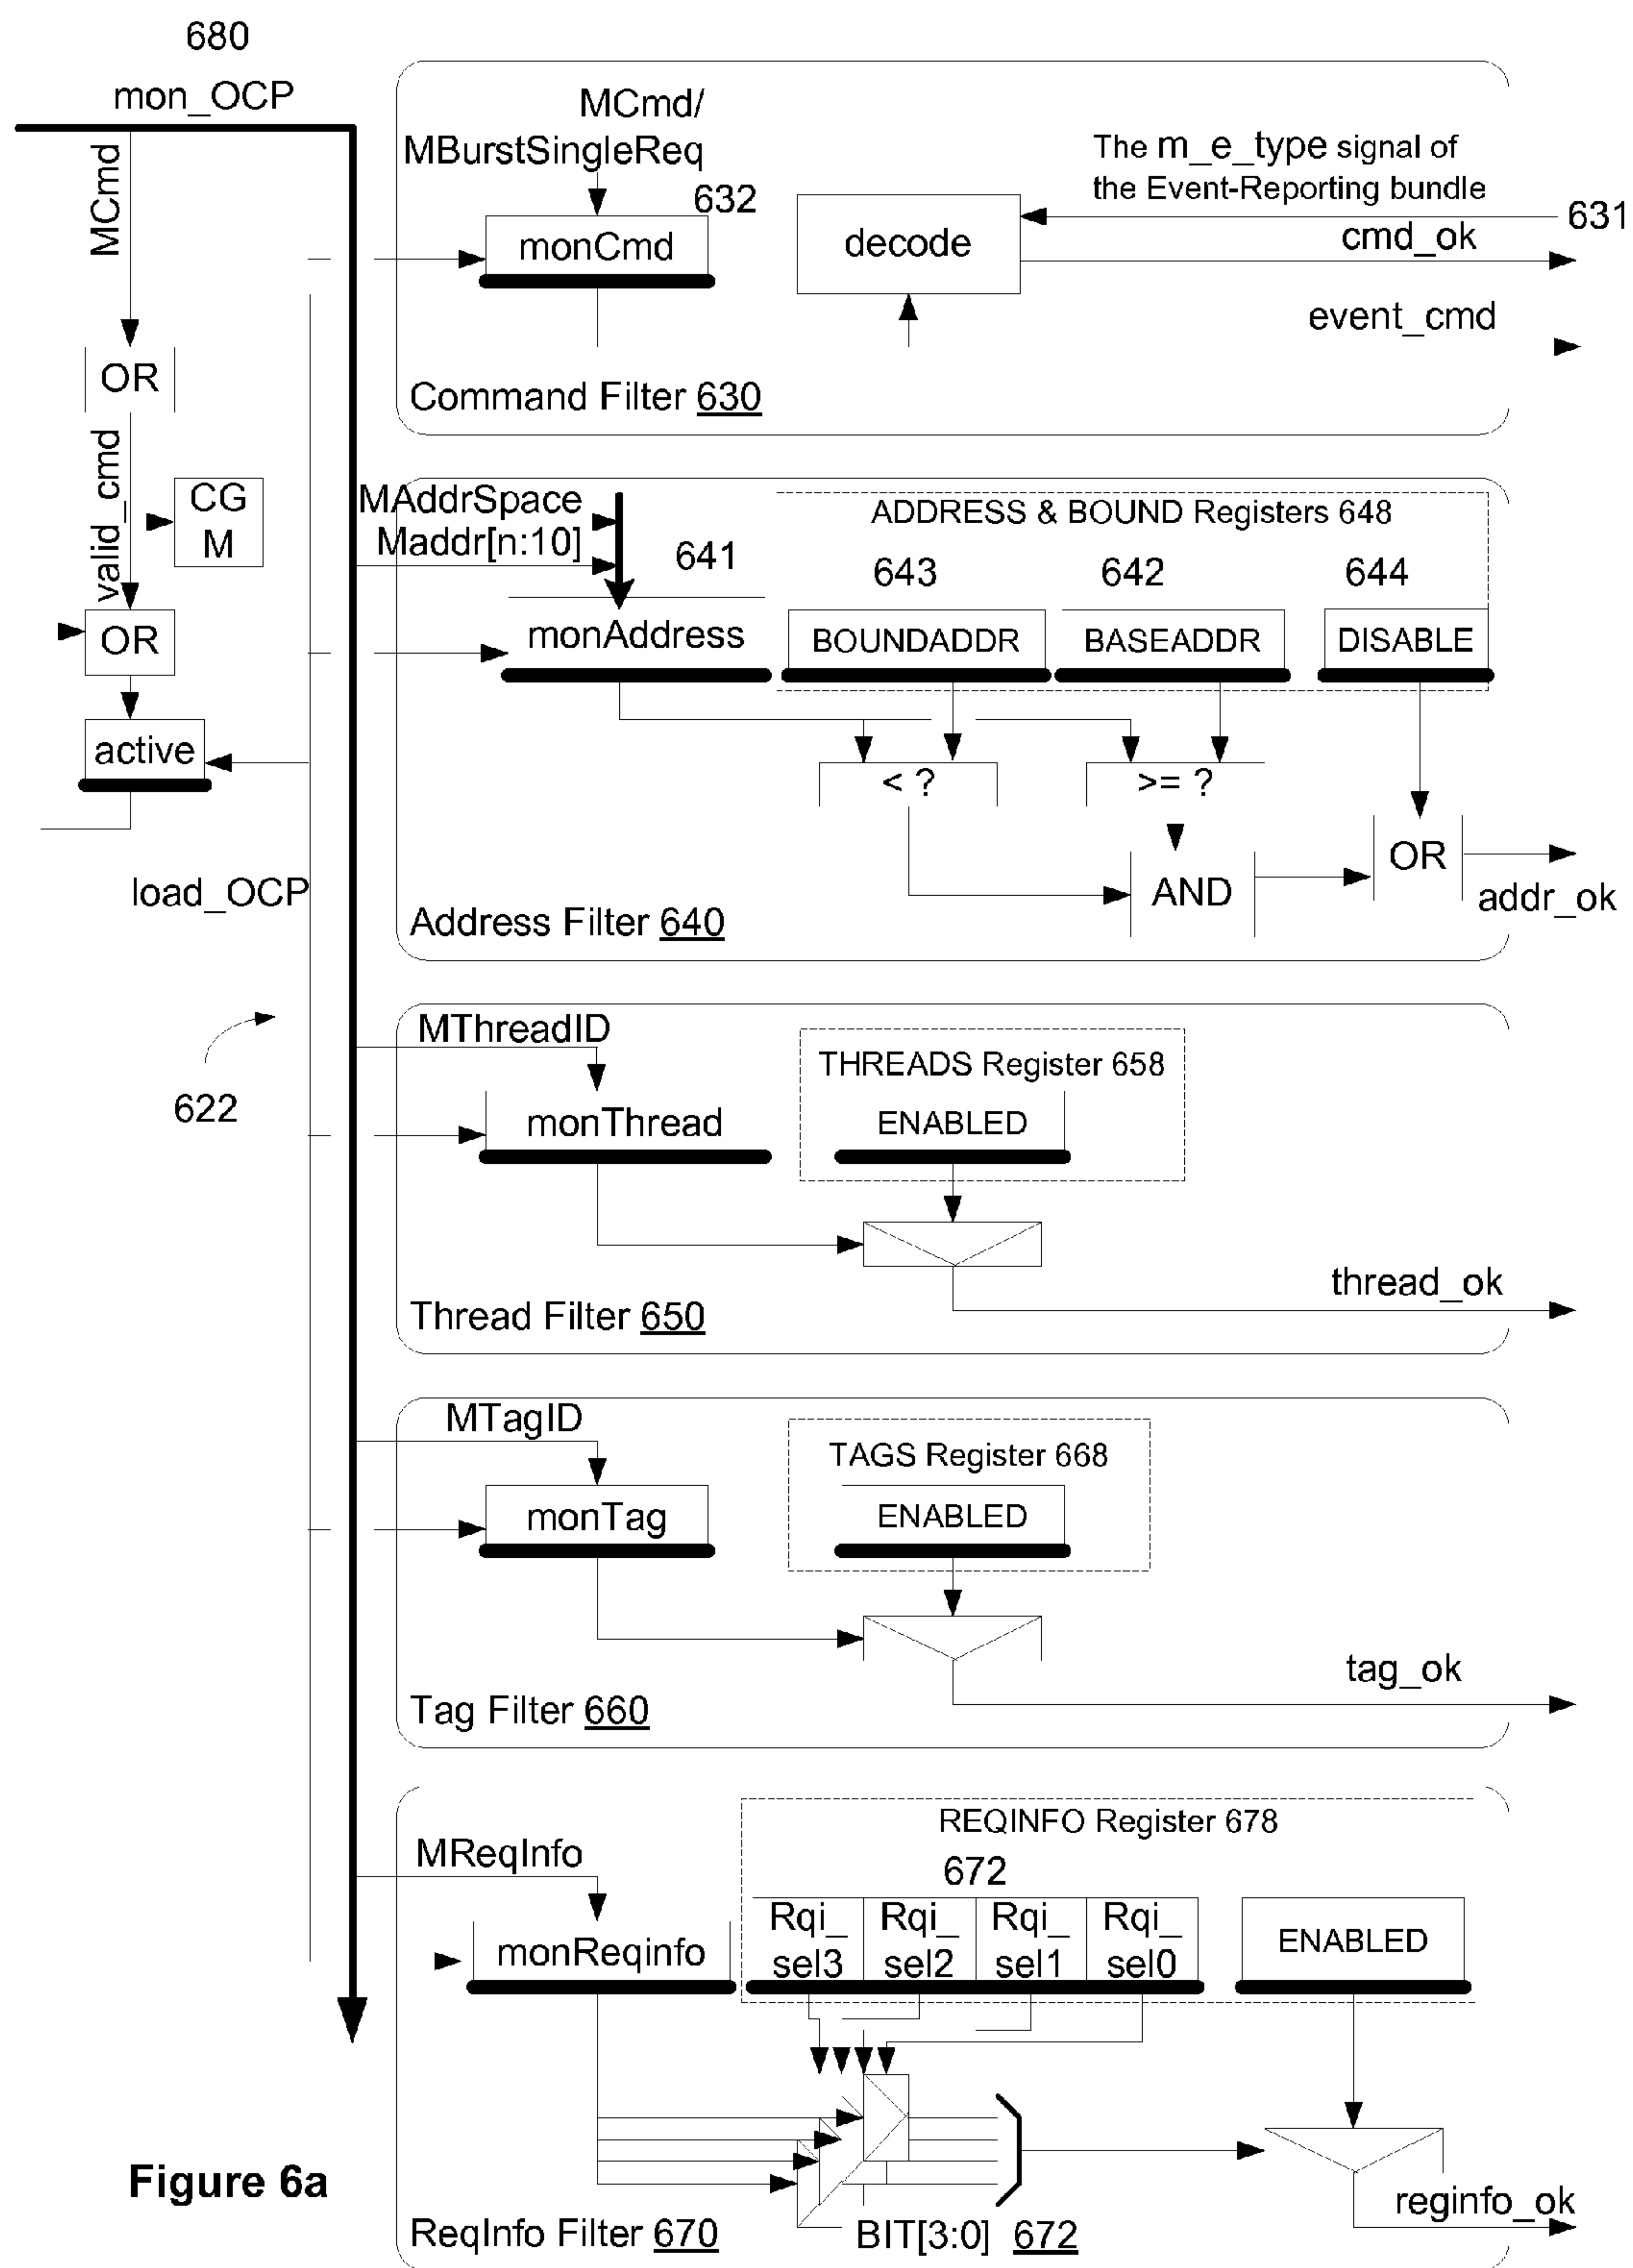 680
mon_OCP
MCmd
OR
valid_cmd
CG
M
OR
active
load_OCP
622
MCmd/
MBurstSingleReq
632
monCmd
decode
The m_e_type signal of
the Event-Reporting bundle
631
cmd_ok
event_cmd
Command Filter 630
MAddrSpace
Maddr[n:10]
641
monAddress
ADDRESS & BOUND Registers 648
643
642
644
BOUNDADDR
BASEADDR
DISABLE
< ?
>= ?
AND
OR
addr_ok
Address Filter 640
MThreadID
monThread
THREADS Register 658
ENABLED
thread_ok
Thread Filter 650
MTagID
monTag
TAGS Register 668
ENABLED
tag_ok
Tag Filter 660
MReqInfo
monReqinfo
REQINFO Register 678
672
Rqi_
sel3
Rqi_
sel2
Rqi_
sel1
Rqi_
sel0
ENABLED
reginfo_ok
BIT[3:0] 672
ReqInfo Filter 670
Figure 6a